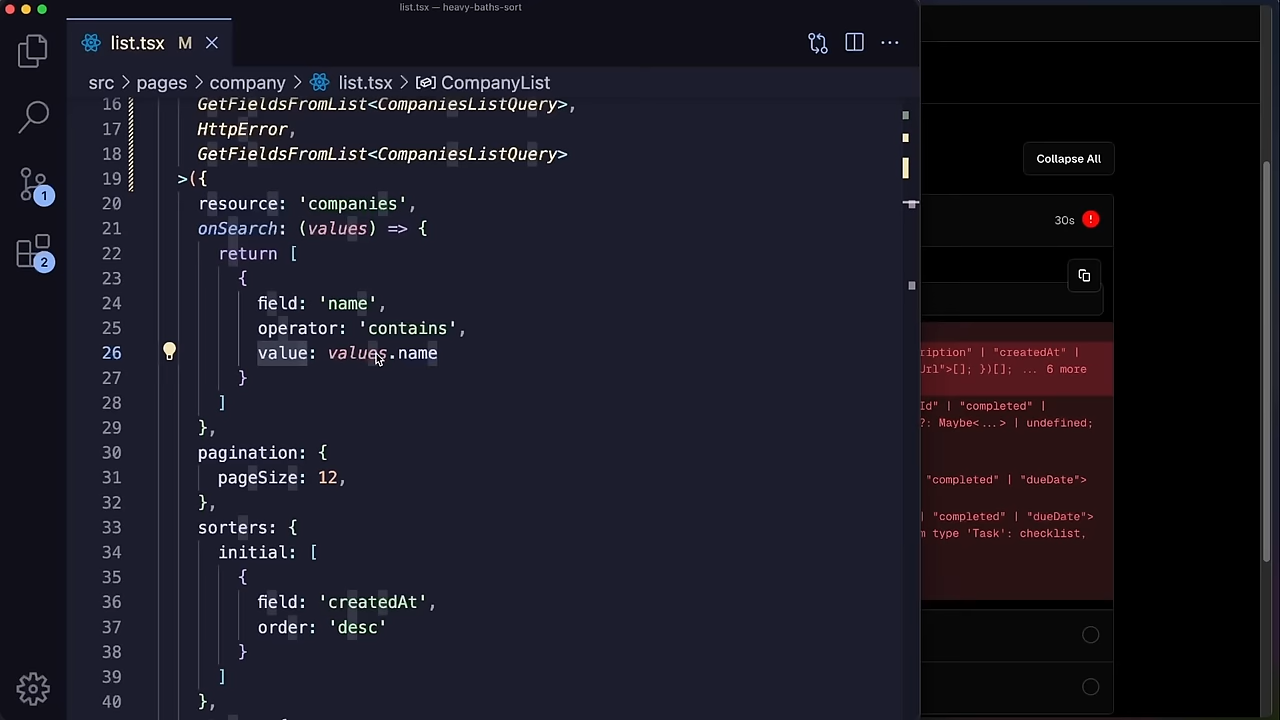 list.tsx — heavy-baths-sort
list.tsx M
src > pages > company > list.tsx > CompanyList
16 GetFieldsFromList<CompaniesListQuery>,
17 HttpError,
18 GetFieldsFromList<CompaniesListQuery>
19 >({
20 resource: 'companies',
21 onSearch: (values) => {
22 return [
23 {
24 field: 'name',
25 operator: 'contains',
26 value: values.name
27 }
28 ]
29 },
30 pagination: {
31 pageSize: 12,
32 },
33 sorters: {
34 initial: [
35 {
36 field: 'createdAt',
37 order: 'desc'
38 }
39 ]
40 },
1
2
Collapse All
30s
ription" | "createdAt" |
Url">[]; })[]; ... 6 more
Id" | "completed" |
?: Maybe<...> | undefined;
"completed" | "dueDate">
| "completed" | "dueDate">
m type 'Task': checklist,